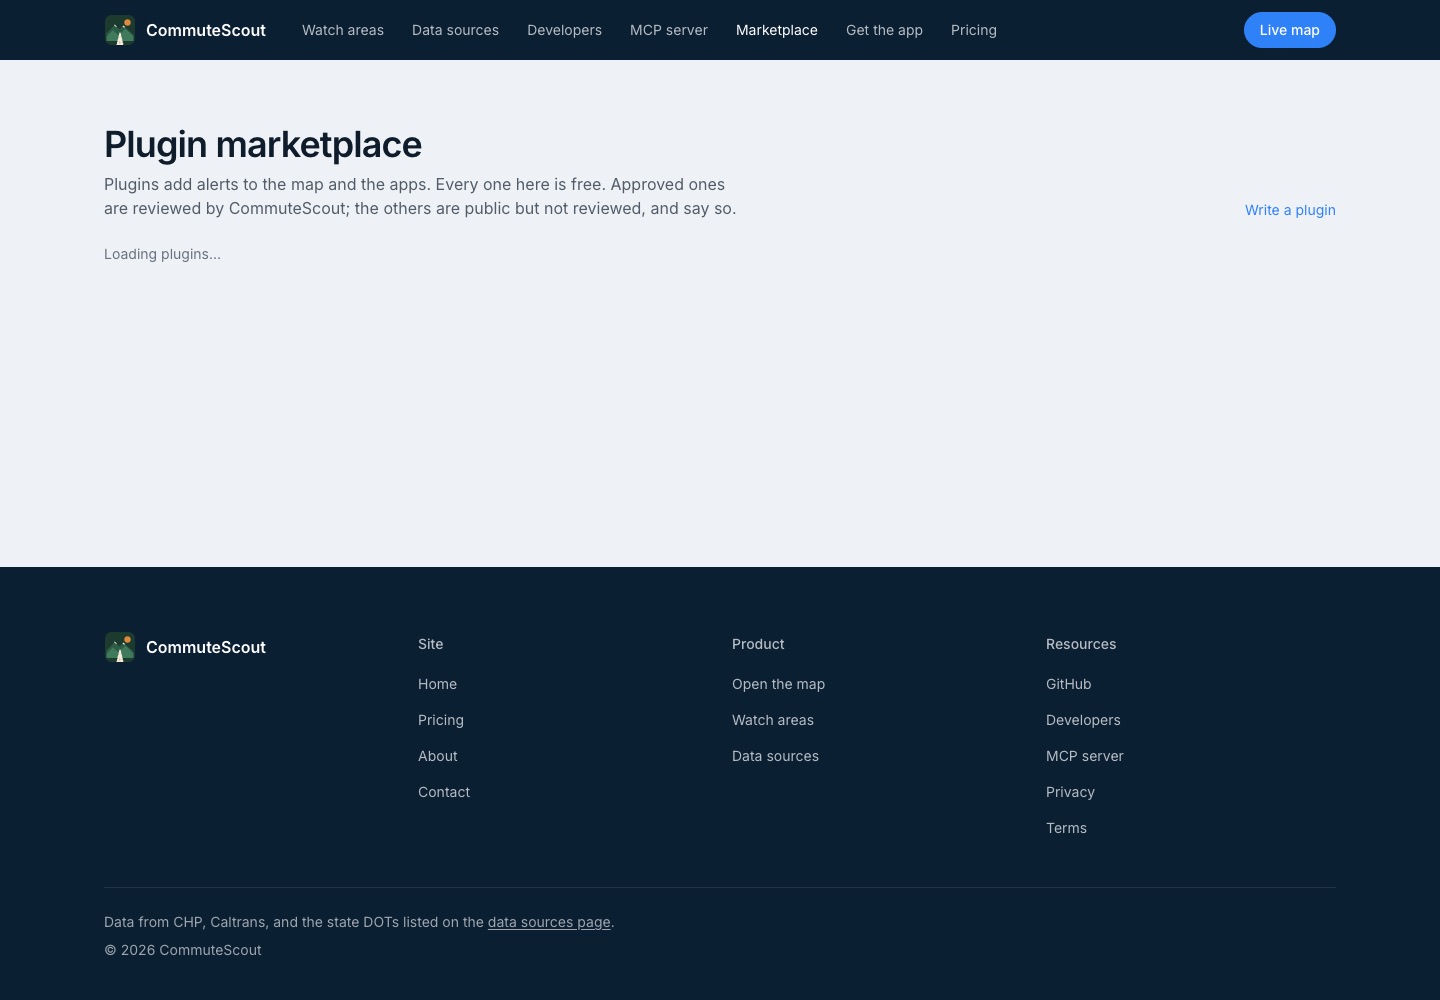 CommuteScout
Watch areas
Data sources
Developers
MCP server
Marketplace
Get the app
Pricing
Live map
Plugin marketplace
Plugins add alerts to the map and the apps. Every one here is free. Approved ones
are reviewed by CommuteScout; the others are public but not reviewed, and say so.
Write a plugin
Loading plugins...
CommuteScout
Site
Home
Pricing
About
Contact
Product
Open the map
Watch areas
Data sources
Resources
GitHub
Developers
MCP server
Privacy
Terms
Data from CHP, Caltrans, and the state DOTs listed on the data sources page.
© 2026 CommuteScout